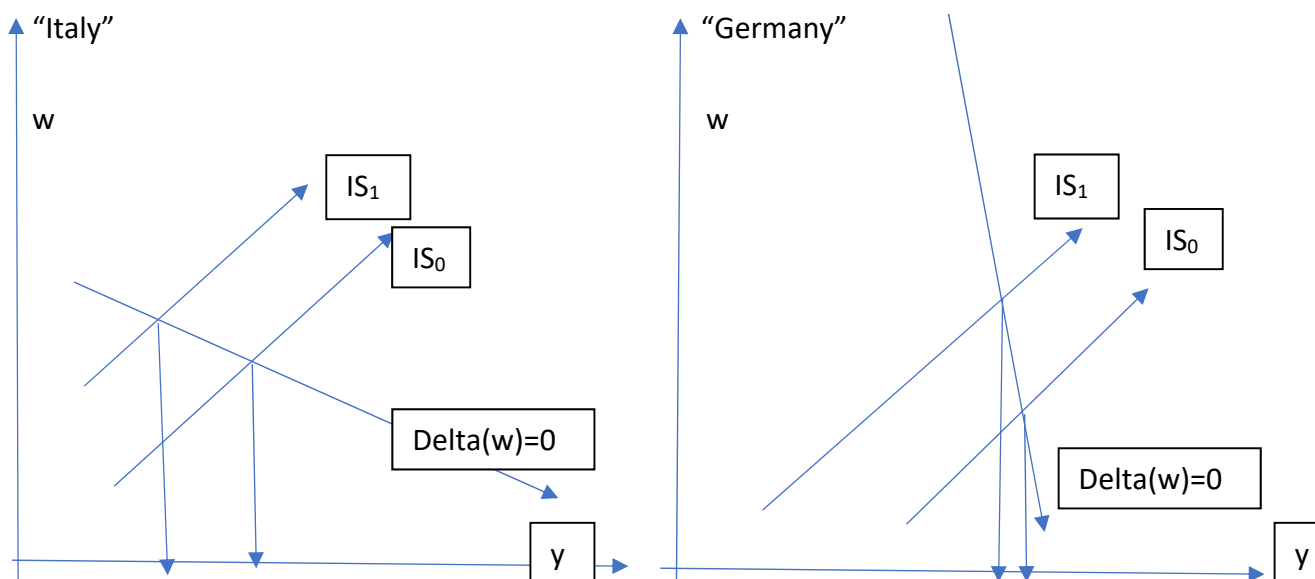 “Italy”
w
IS₁
IS₀
Delta(w)=0
y
“Germany”
w
IS₁
IS₀
Delta(w)=0
y